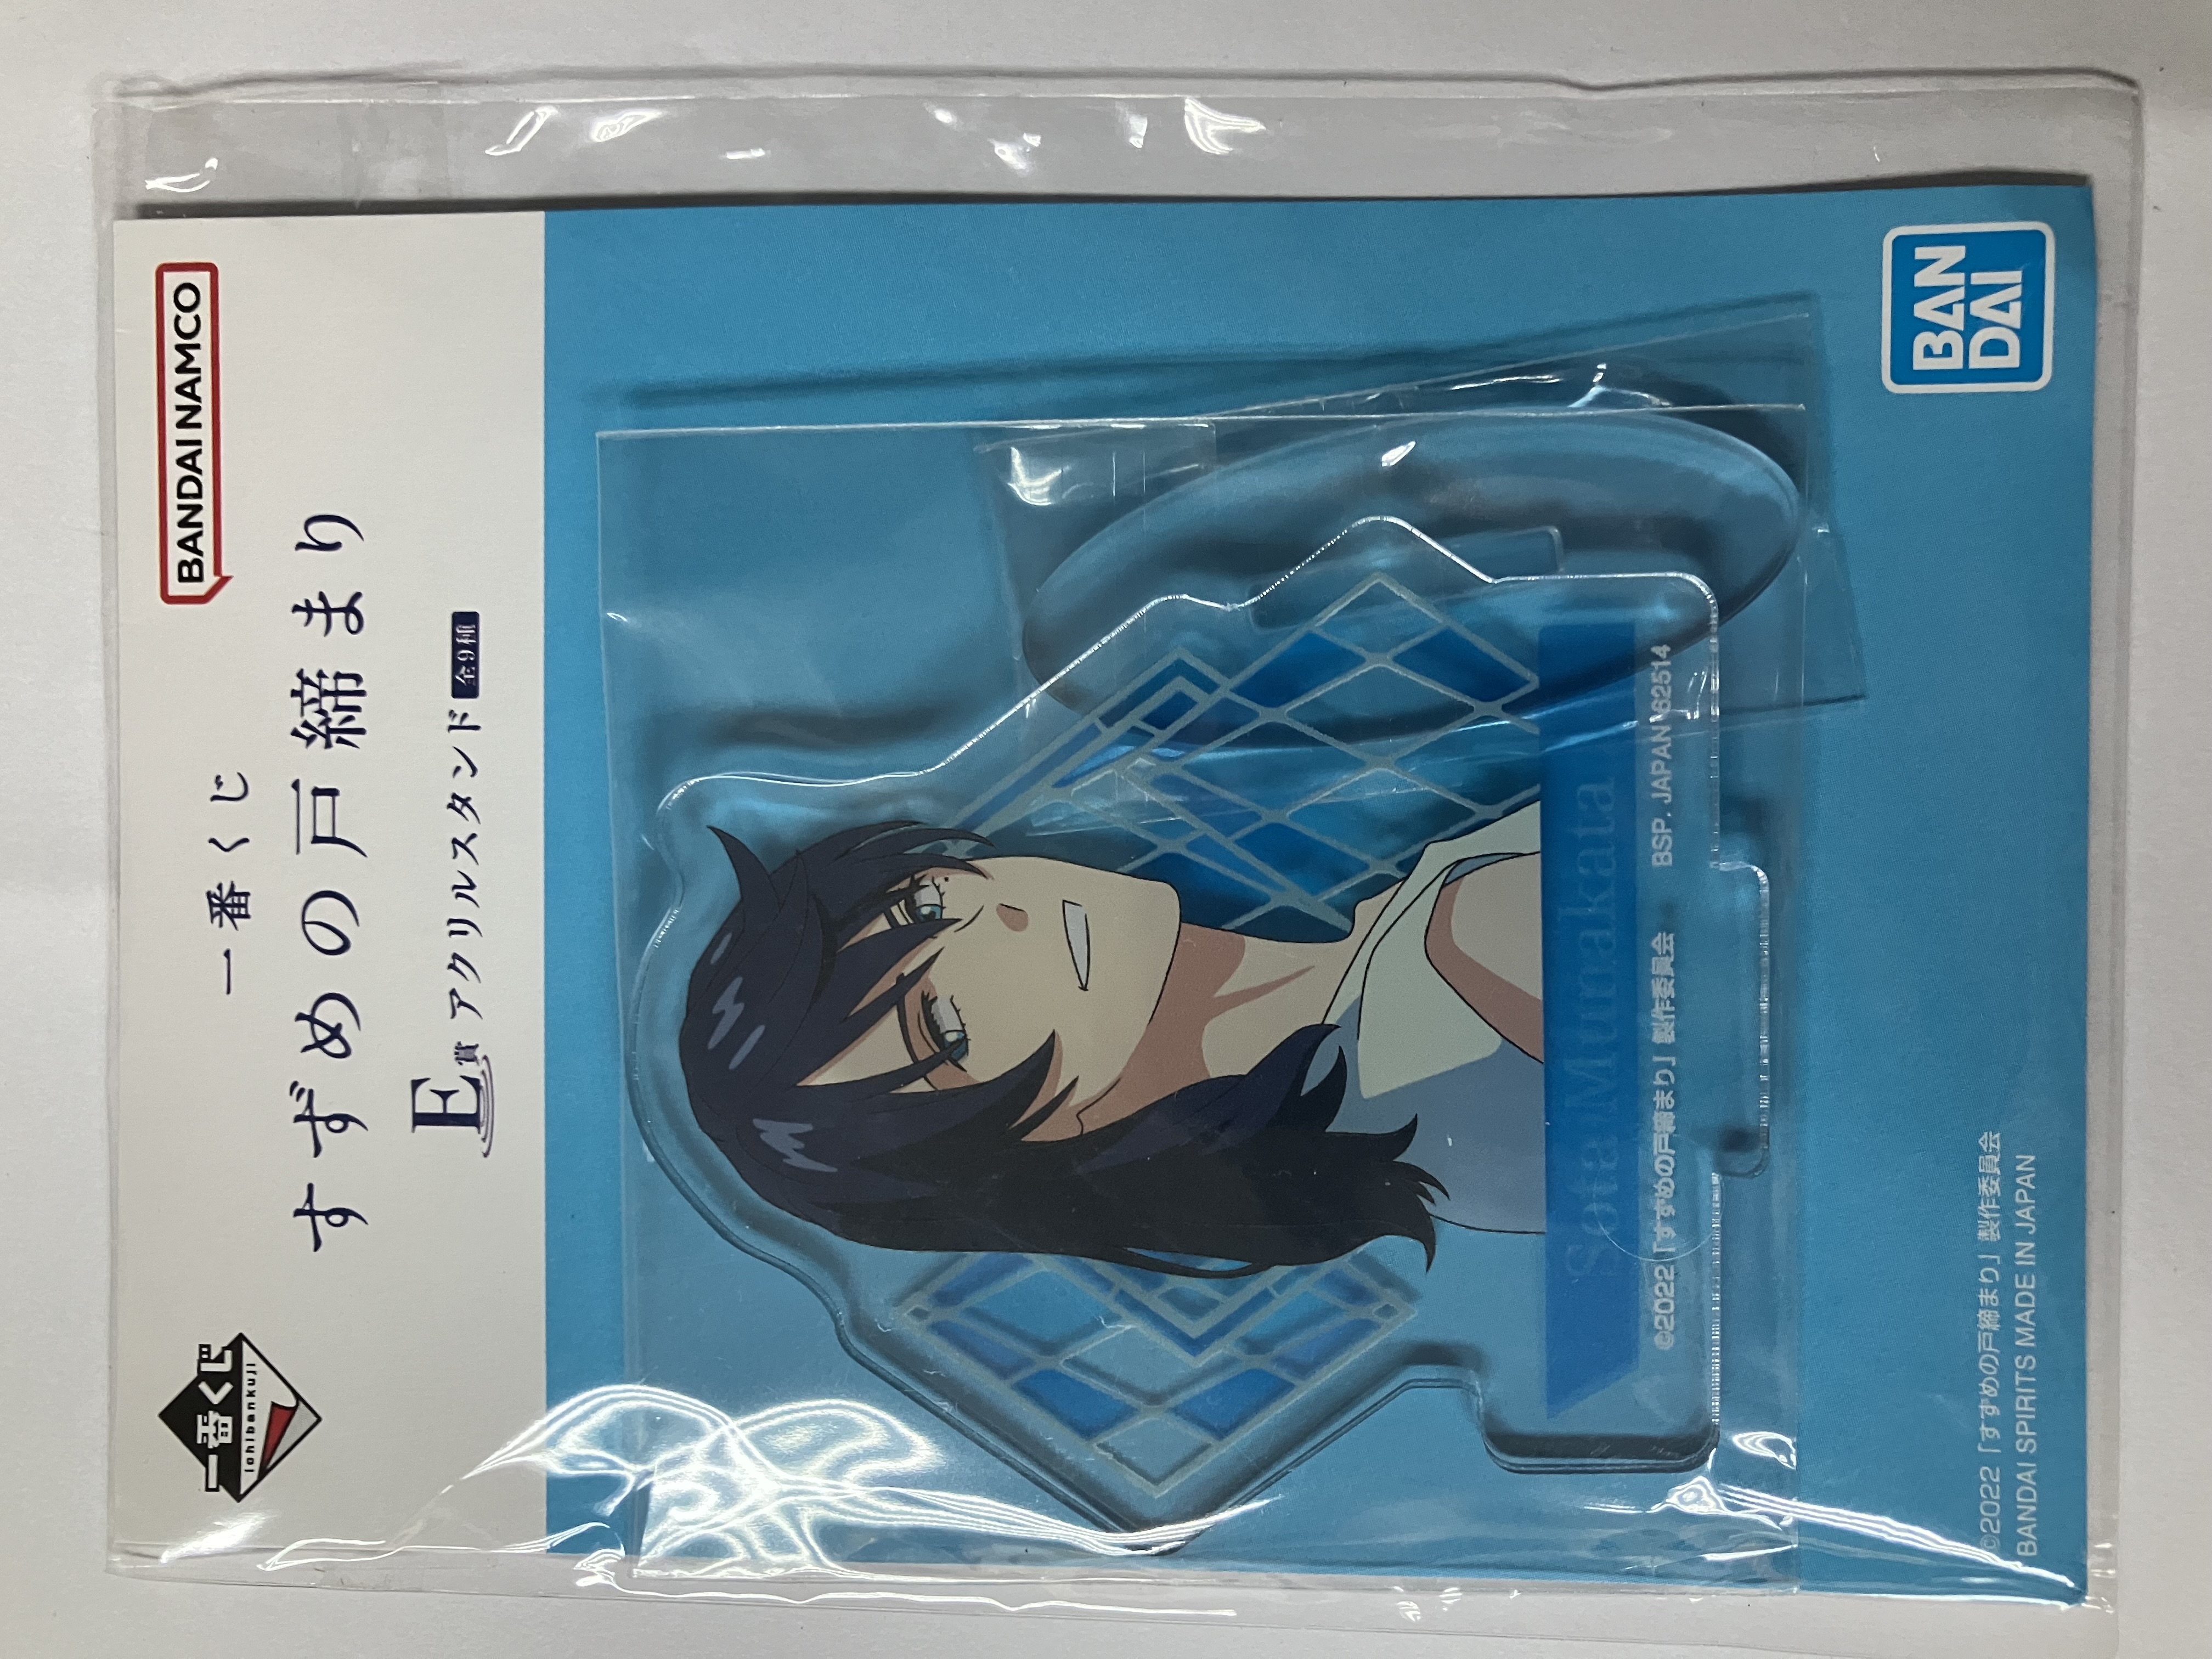 一番くじ
Ichibankuji
BANDAI NAMCO
一番くじ
すずめの戸締まり
E賞 アクリルスタンド 全9種
Sota Munakata
©2022「すずめの戸締まり」製作委員会 BSP. JAPAN 62514
©2022「すずめの戸締まり」製作委員会
BANDAI SPIRITS MADE IN JAPAN
BAN
DAI